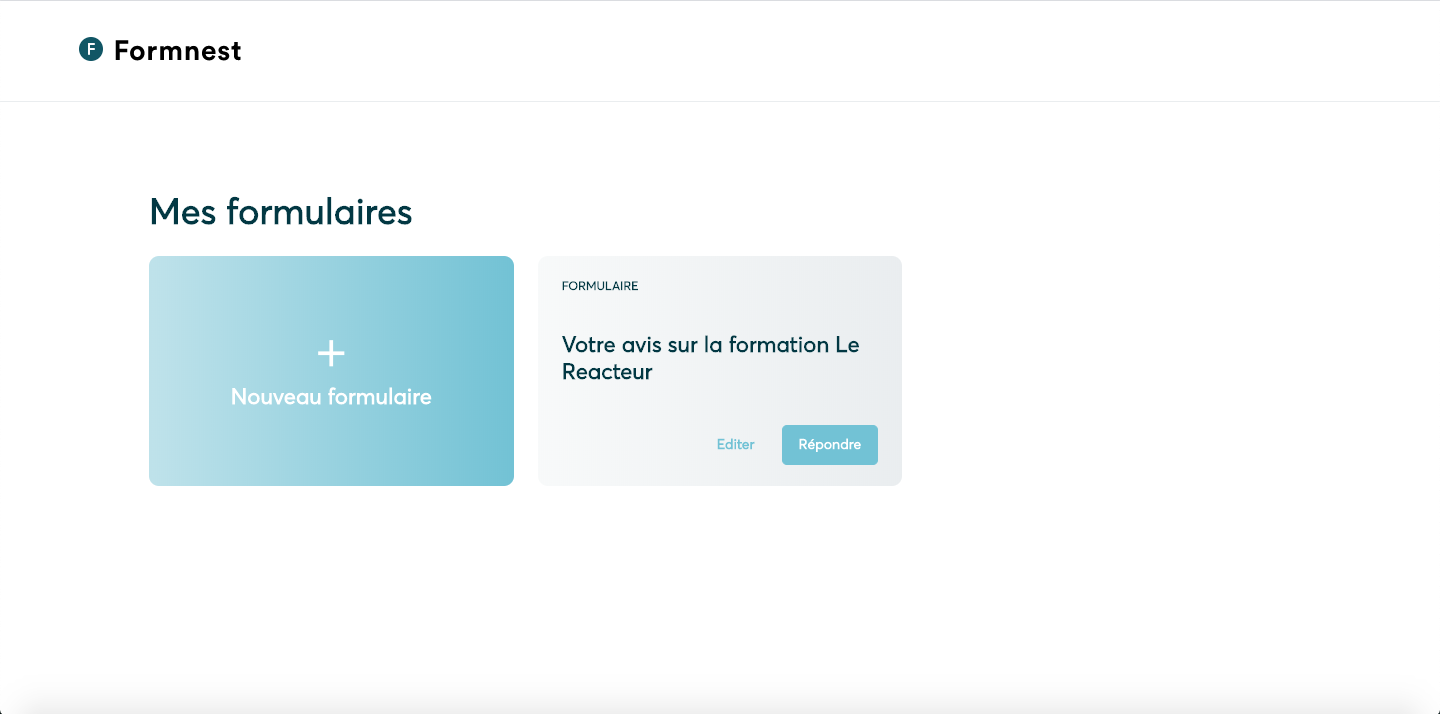 F Formnest
Mes formulaires
+
Nouveau formulaire
FORMULAIRE
Votre avis sur la formation Le
Reacteur
Editer Répondre